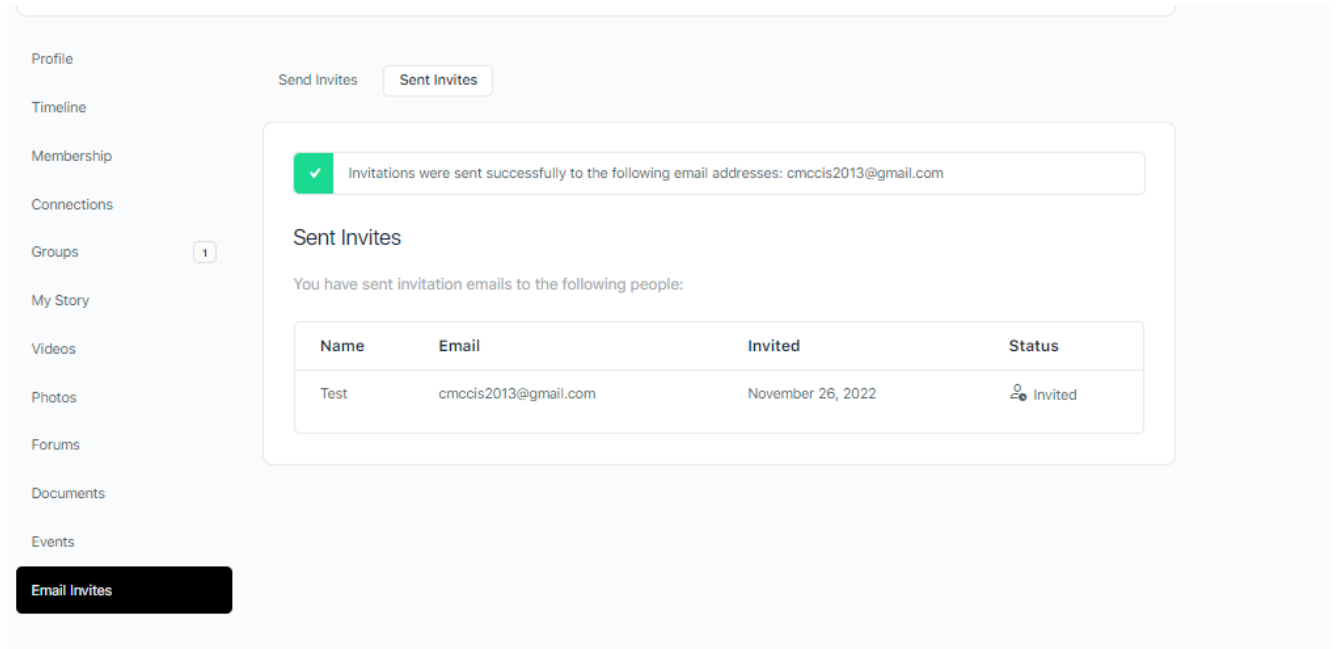 Profile
Timeline
Membership
Connections
Groups 1
My Story
Videos
Photos
Forums
Documents
Events
Email Invites
Send Invites Sent Invites
Invitations were sent successfully to the following email addresses: cmccis2013@gmail.com
Sent Invites
You have sent invitation emails to the following people:
Name Email Invited Status
Test cmccis2013@gmail.com November 26, 2022 Invited